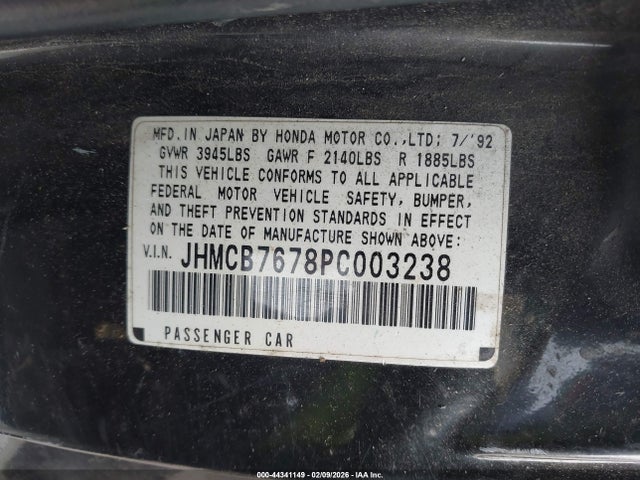 MFD. IN JAPAN BY HONDA MOTOR CO.,LTD; 7/'92
GVWR 3945LBS GAWR F 2140LBS R 1885LBS
THIS VEHICLE CONFORMS TO ALL APPLICABLE
FEDERAL MOTOR VEHICLE SAFETY, BUMPER,
AND THEFT PREVENTION STANDARDS IN EFFECT
ON THE DATE OF MANUFACTURE SHOWN ABOVE:
V.I.N. JHMCB7678PC003238
PASSENGER CAR
000-44341149 - 02/09/2026 - IAA Inc.